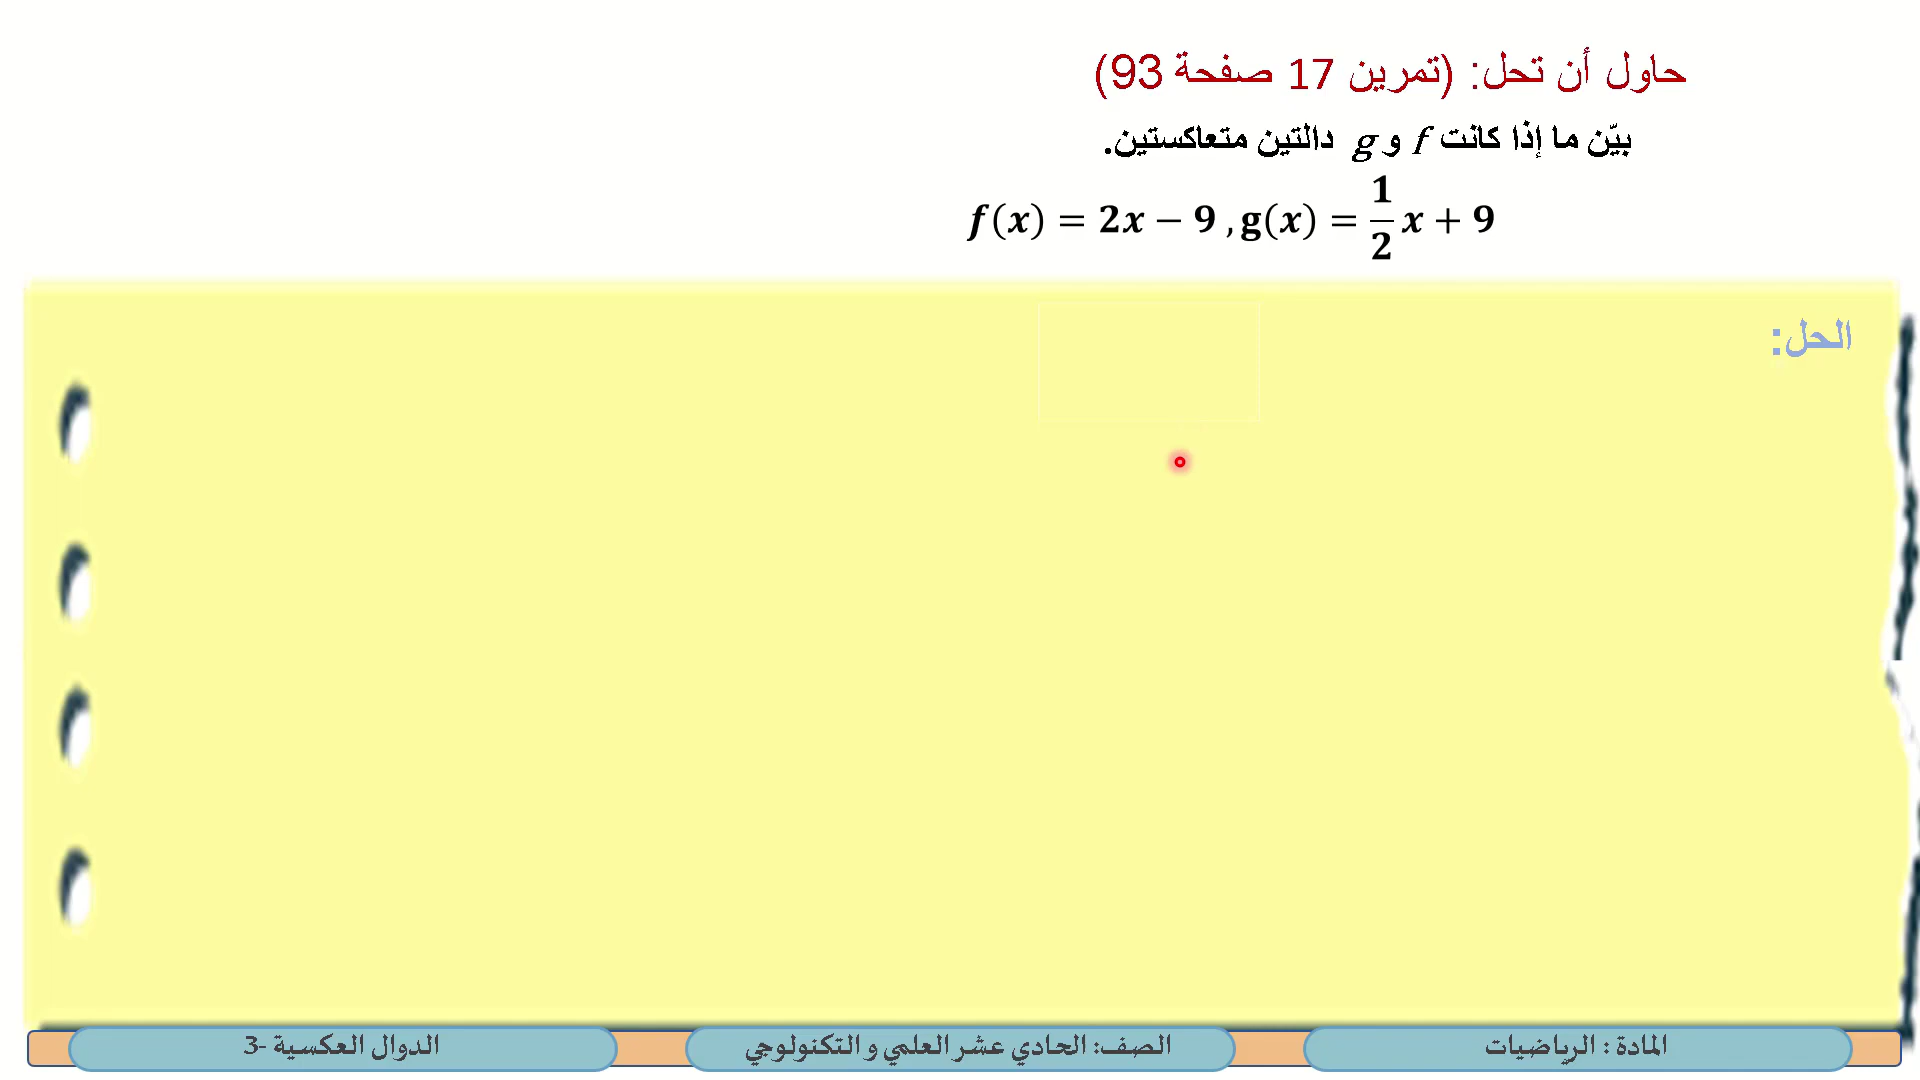 حاول أن تحل: (تمرين 17 صفحة 93)
بيّن ما إذا كانت f و g دالتين متعاكستين.
f(x) = 2x − 9 , g(x) = 1/2 x + 9
الحل:
المادة : الرياضيات
الصف: الحادي عشر العلمي و التكنولوجي
الدوال العكسية -3